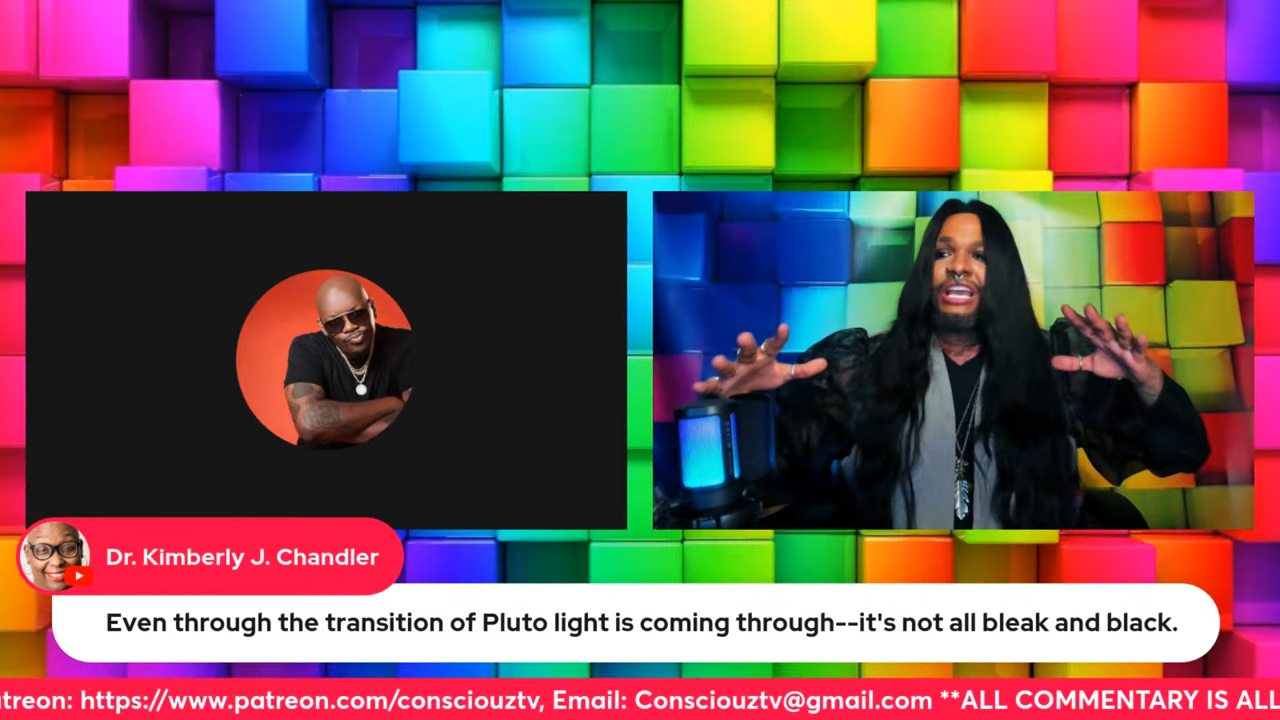 Dr. Kimberly J. Chandler
Even through the transition of Pluto light is coming through--it's not all bleak and black.
treon: https://www.patreon.com/consciouztv, Email: Consciouztv@gmail.com **ALL COMMENTARY IS ALL